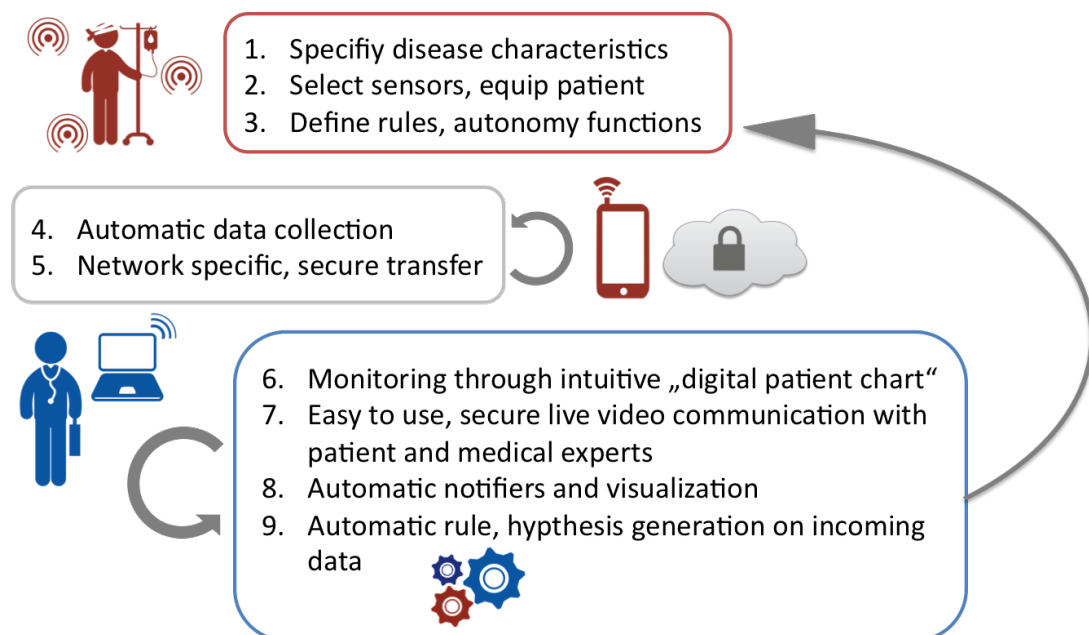 1. Specifiy disease characteristics
2. Select sensors, equip patient
3. Define rules, autonomy functions
4. Automatic data collection
5. Network specific, secure transfer
6. Monitoring through intuitive „digital patient chart“
7. Easy to use, secure live video communication with
patient and medical experts
8. Automatic notifiers and visualization
9. Automatic rule, hypthesis generation on incoming
data